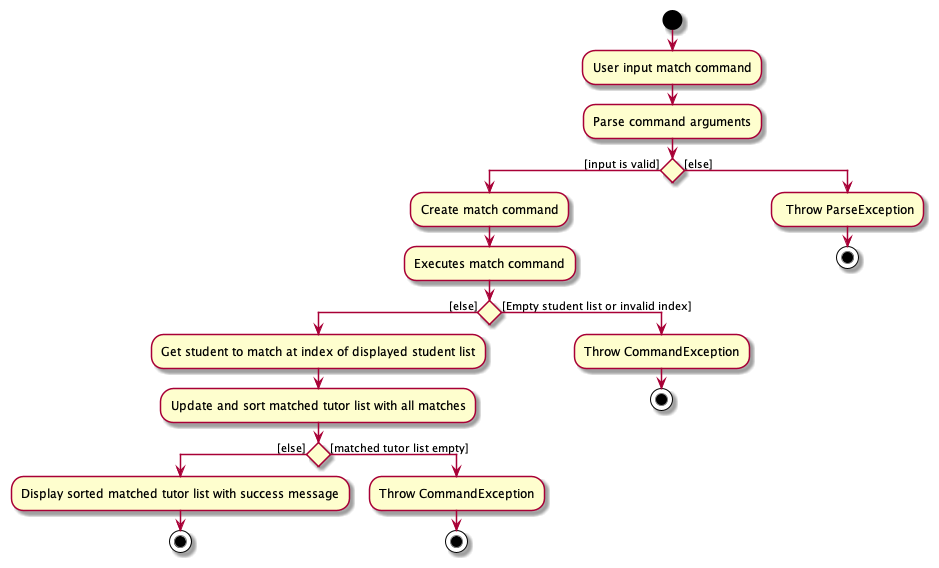 User input match command
Parse command arguments
[input is valid]
[else]
Create match command
Throw ParseException
Executes match command
[else]
[Empty student list or invalid index]
Get student to match at index of displayed student list
Throw CommandException
Update and sort matched tutor list with all matches
[else]
[matched tutor list empty]
Display sorted matched tutor list with success message
Throw CommandException